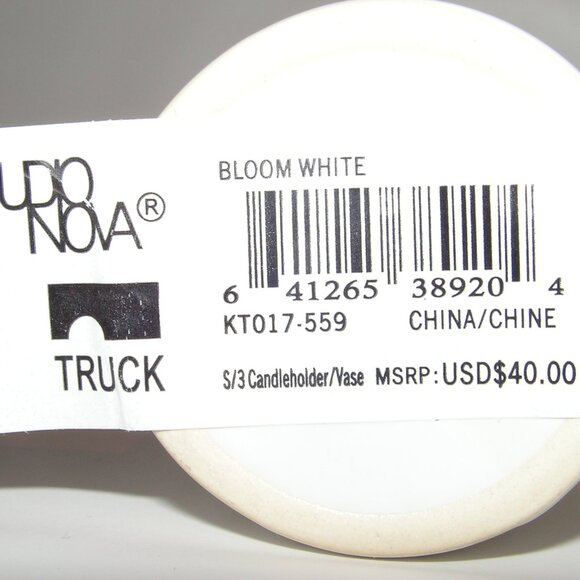 UDIO
NOVA®
TRUCK
BLOOM WHITE
6 41265 38920 4
KT017-559 CHINA/CHINE
S/3 Candleholder/Vase MSRP: USD$40.00